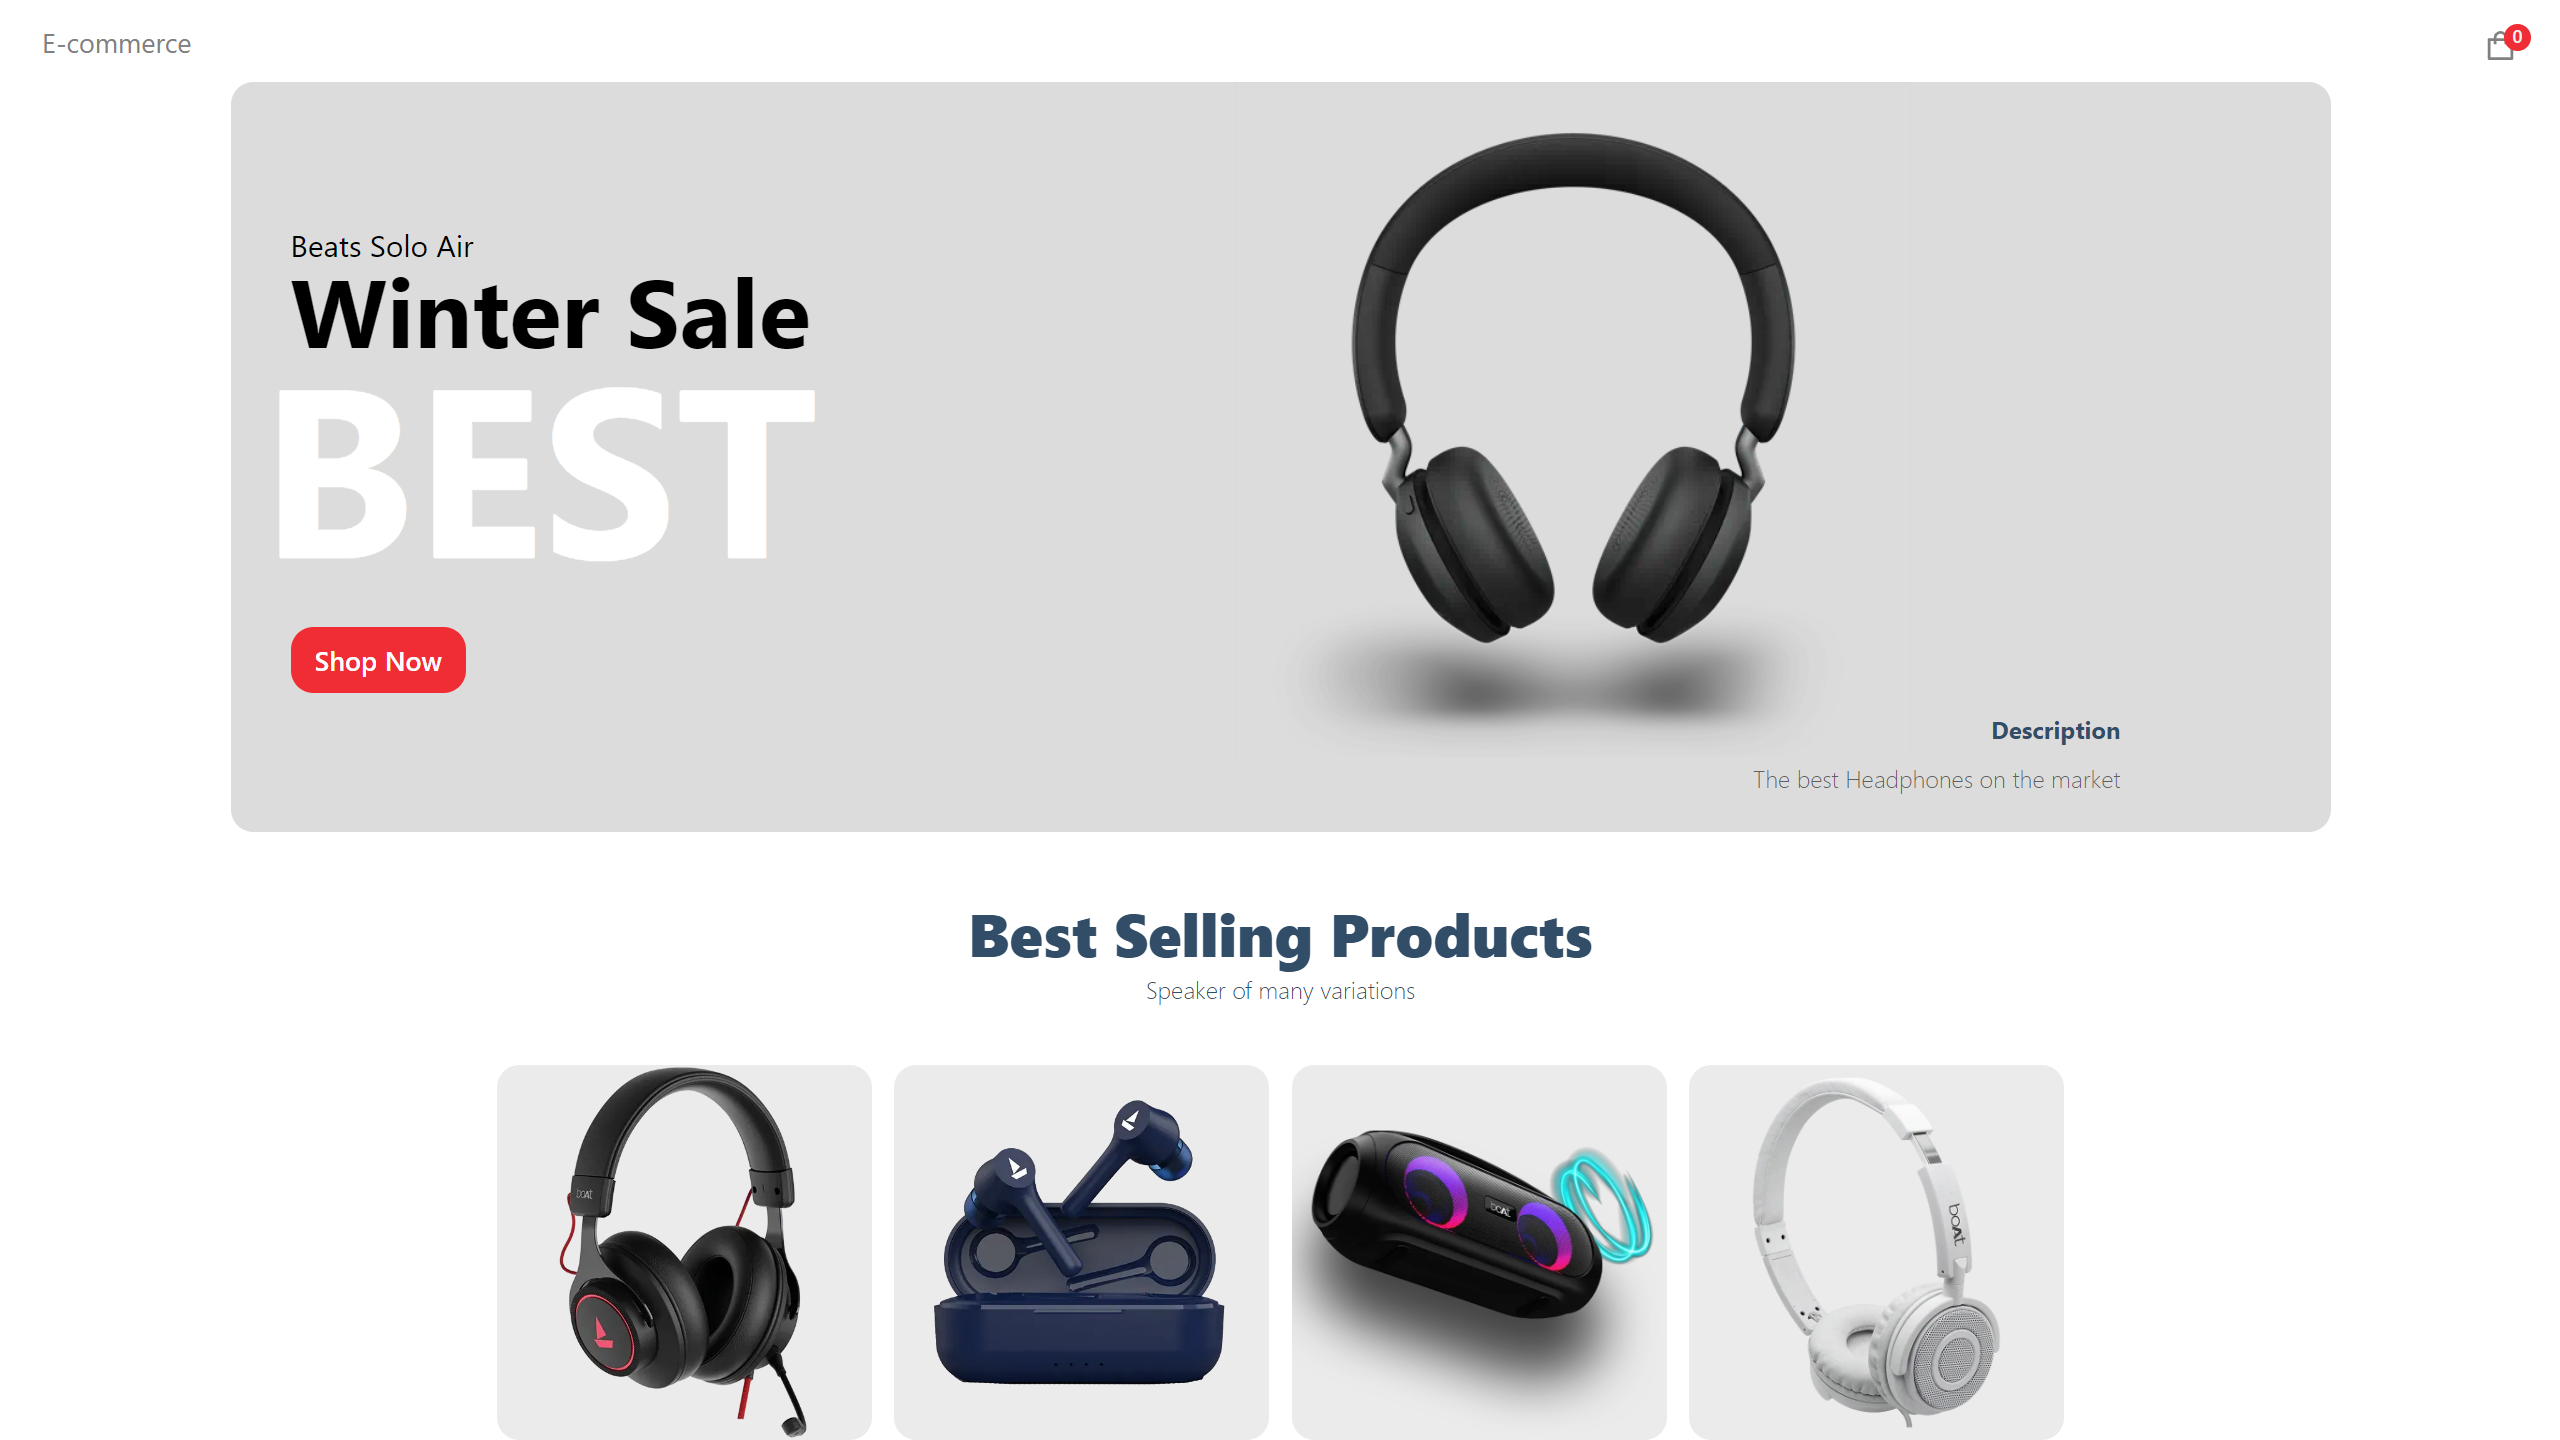 E-commerce
0
Beats Solo Air
Winter Sale
BEST
Shop Now
Description
The best Headphones on the market
Best Selling Products
Speaker of many variations
boAt
boAt
boAt